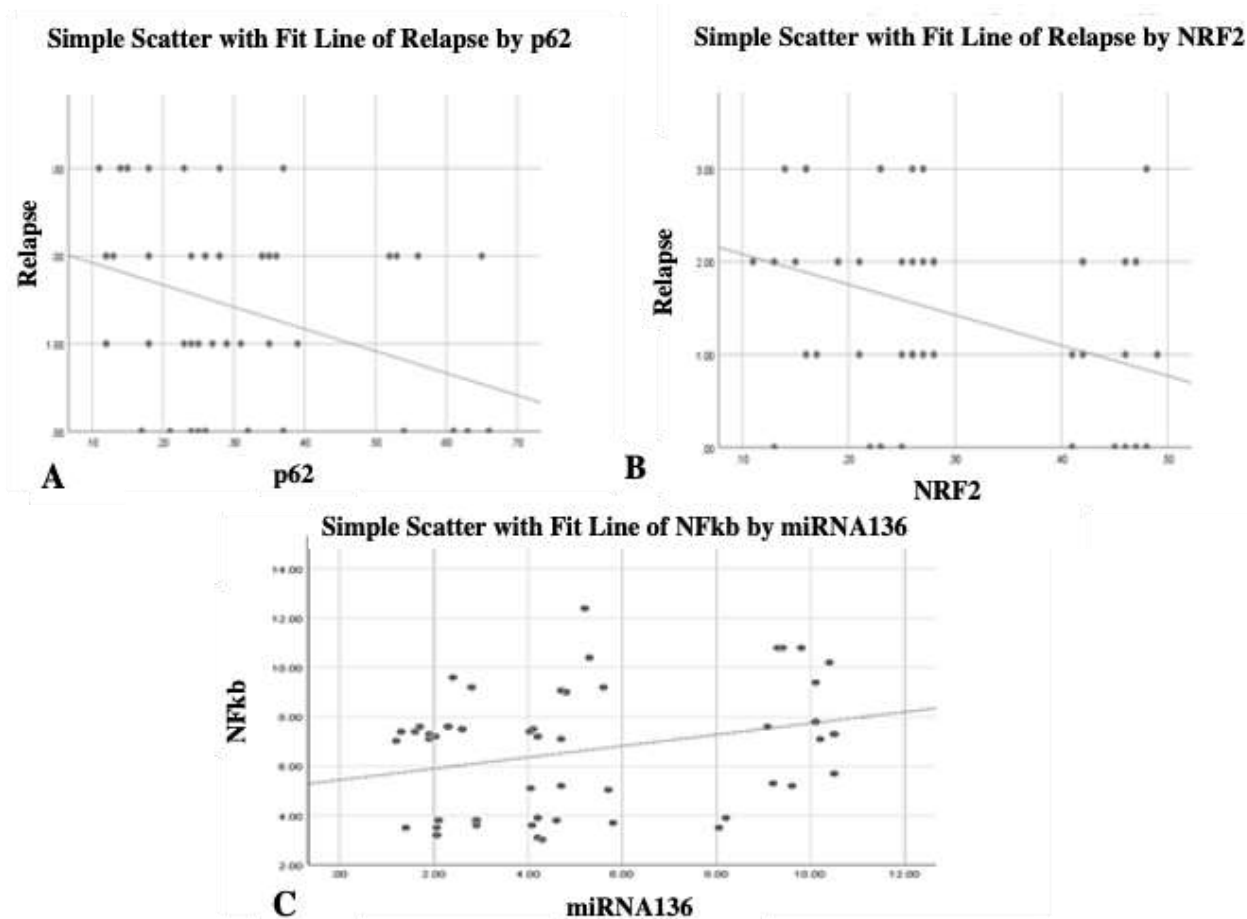 Simple Scatter with Fit Line of Relapse by p62
Relapse
.00
.00
1.00
.00
.10
.20
.30
.40
.50
.60
.70
A
p62
Simple Scatter with Fit Line of Relapse by NRF2
Relapse
3.00
2.00
1.00
.00
.10
.20
.30
.40
.50
B
NRF2
Simple Scatter with Fit Line of NFkb by miRNA136
NFkb
14.00
12.00
10.00
8.00
6.00
4.00
2.00
.00
2.00
4.00
6.00
8.00
10.00
12.00
C
miRNA136